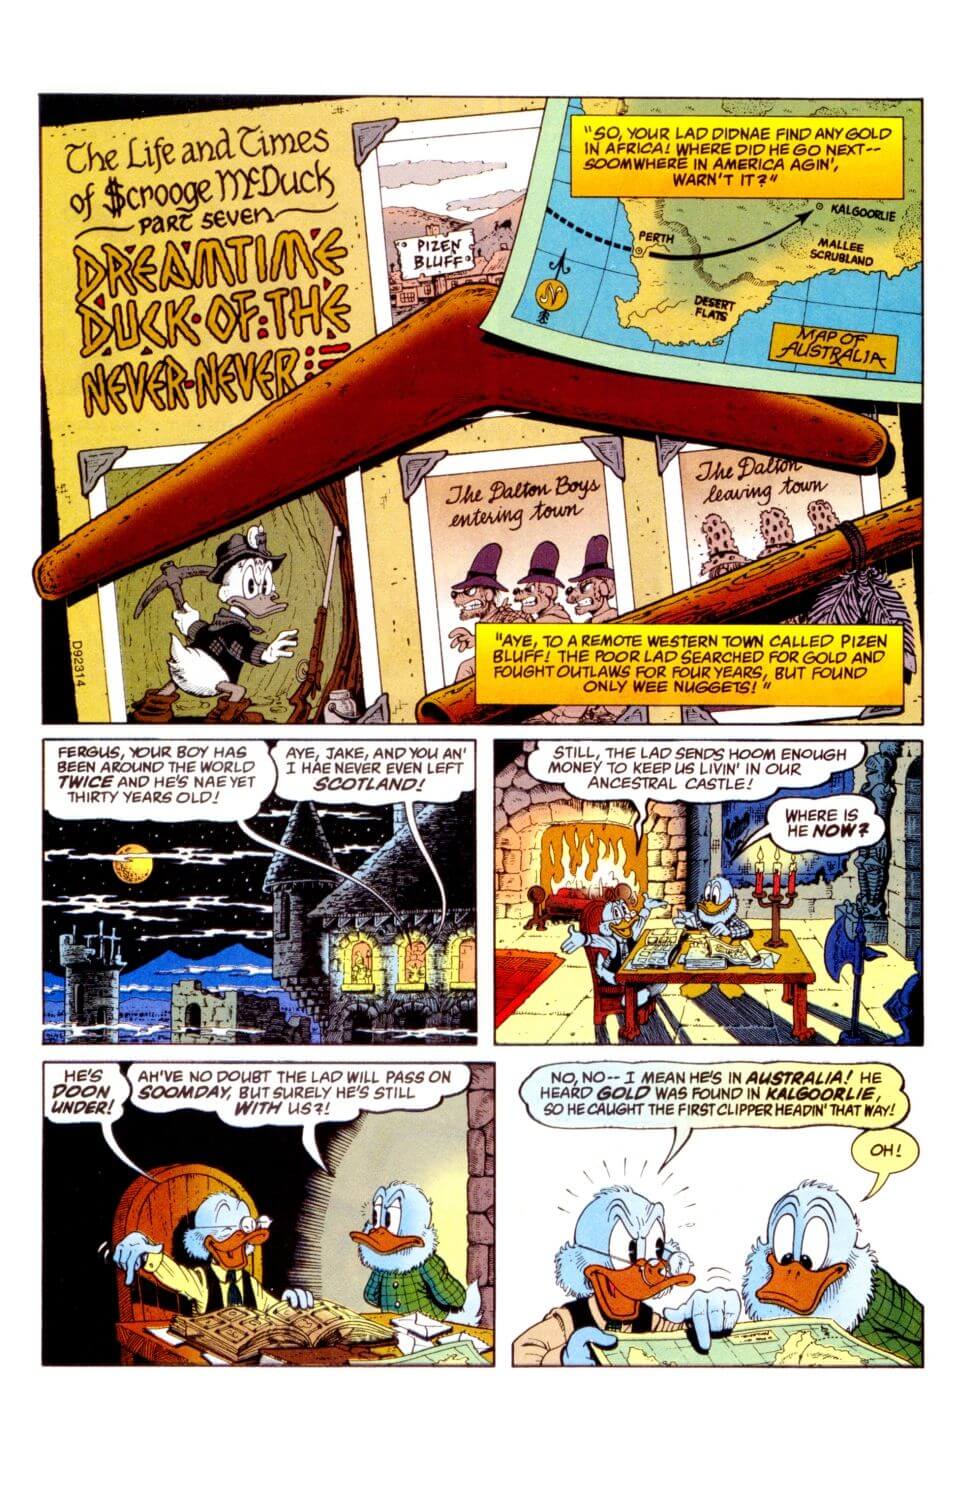 The Life and Times
of $crooge McDuck
PART SEVEN
DREAMTIME
DUCK·OF·THE
NEVER·NEVER
PIZEN
BLUFF
"SO, YOUR LAD DIDNAE FIND ANY GOLD
IN AFRICA! WHERE DID HE GO NEXT--
SOOMWHERE IN AMERICA AGIN',
WARN'T IT?"
KALGOORLIE
PERTH
MALLEE
SCRUBLAND
DESERT
FLATS
N
MAP OF
AUSTRALIA
The Dalton Boys
entering town
The Dalton
leaving town
D92314
"AYE, TO A REMOTE WESTERN TOWN CALLED PIZEN
BLUFF! THE POOR LAD SEARCHED FOR GOLD AND
FOUGHT OUTLAWS FOR FOUR YEARS, BUT FOUND
ONLY WEE NUGGETS!"
FERGUS, YOUR BOY HAS
BEEN AROUND THE WORLD
TWICE AND HE'S NAE YET
THIRTY YEARS OLD!
AYE, JAKE, AND YOU AN'
I HAE NEVER EVEN LEFT
SCOTLAND!
STILL, THE LAD SENDS HOOM ENOUGH
MONEY TO KEEP US LIVIN' IN OUR
ANCESTRAL CASTLE!
WHERE IS
HE NOW?
HE'S
DOON
UNDER!
AH'VE NO DOUBT THE LAD WILL PASS ON
SOOMDAY, BUT SURELY HE'S STILL
WITH US?!
NO, NO-- I MEAN HE'S IN AUSTRALIA! HE
HEARD GOLD WAS FOUND IN KALGOORLIE,
SO HE CAUGHT THE FIRST CLIPPER HEADIN' THAT WAY!
OH!